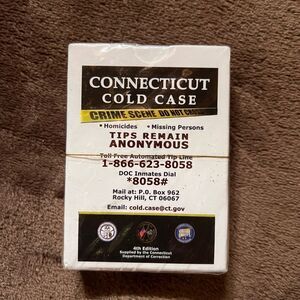 CONNECTICUT
COLD CASE
CRIME SCENE DO NOT CROSS
• Homicides • Missing Persons
TIPS REMAIN
ANONYMOUS
Toll Free Automated Tip Line
1-866-623-8058
DOC Inmates Dial
*8058#
Mail at: P.O. Box 962
Rocky Hill, CT 06067
Email: cold.case@ct.gov
4th Edition
Supplied by the Connecticut
Department of Correction